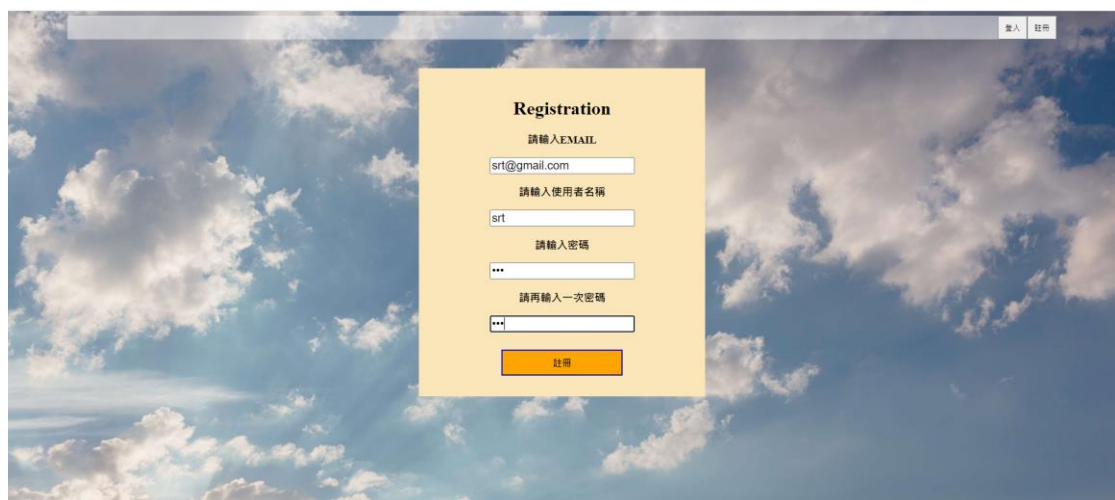 登入 註冊
Registration
請輸入EMAIL
srt@gmail.com
請輸入使用者名稱
srt
請輸入密碼
•••
請再輸入一次密碼
•••
註冊